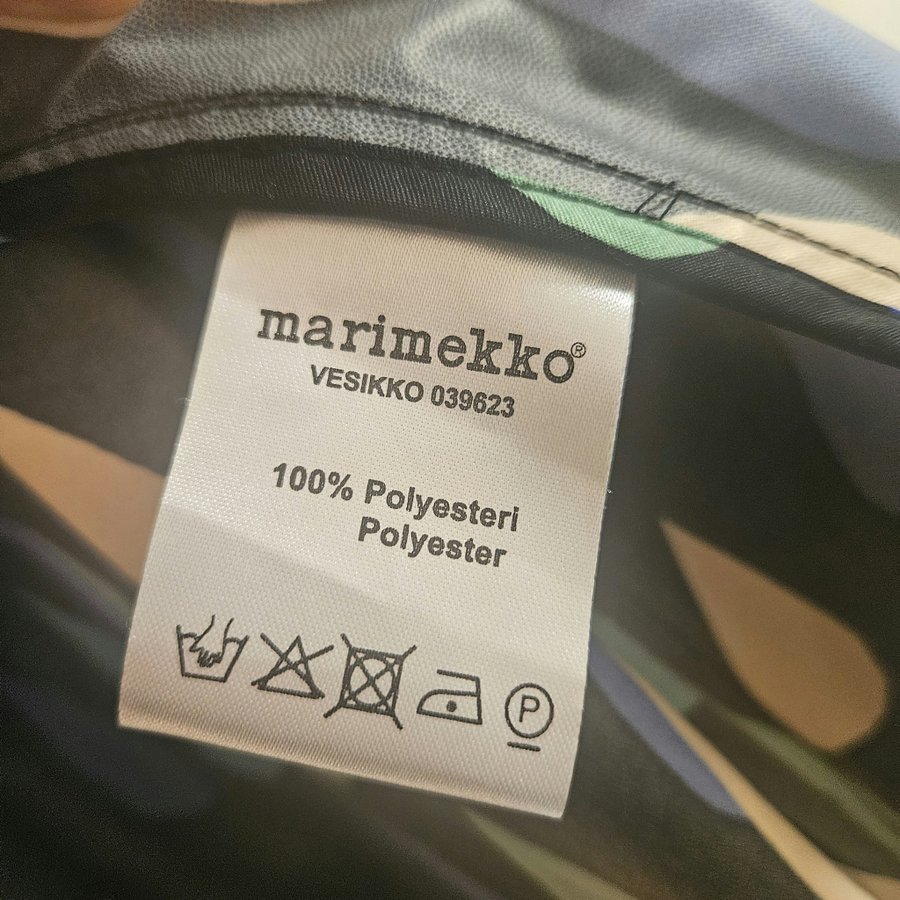 marimekko®
VESIKKO 039623
100% Polyesteri
Polyester
P